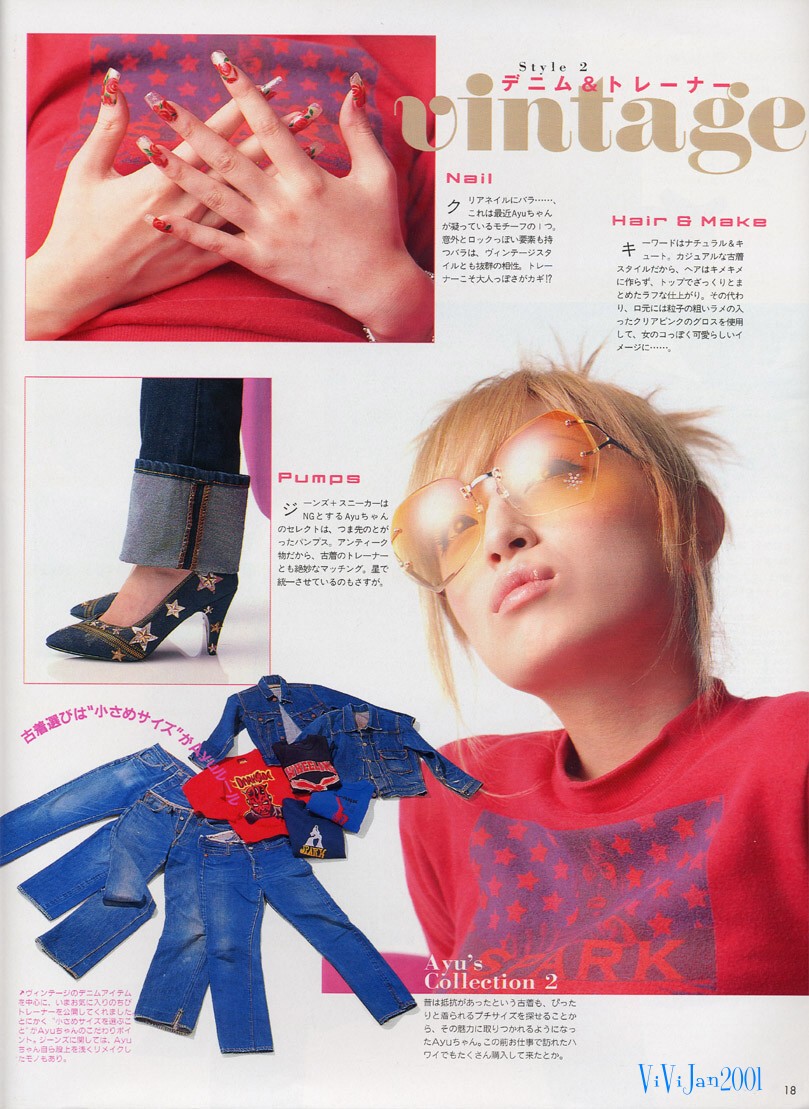 Style 2
デニム&トレーナー
vintage
Nail
クリアネイルにバラ……、
これは最近Ayuちゃん
が凝っているモチーフの1つ。
意外とロックっぽい要素も持
つバラは、ヴィンテージスタ
イルとも抜群の相性。トレー
ナーこそ大人っぽさがカギ!?
Hair & Make
キーワードはナチュラル&キ
ュート。カジュアルな古着
スタイルだから、ヘアはキメキメ
に作らず、トップでざっくりとま
とめたラフな仕上がり。その代わ
り、口元には粒子の粗いラメの入
ったクリアピンクのグロスを使用
して、女のコっぽく可愛らしいイ
メージに……。
Pumps
ジーンズ+スニーカーは
NGとするAyuちゃん
のセレクトは、つま先のとが
ったパンプス。アンティーク
物だから、古着のトレーナー
とも絶妙なマッチング。星で
統一させているのもさすが。
古着選びは"小さめサイズ"がAyuルール
WHEELING
STARK
Ayu's
Collection 2
昔は抵抗があったという古着も、ぴった
りと着られるプチサイズを探せることか
ら、その魅力に取りつかれるようになっ
たAyuちゃん。この前お仕事で訪れたハ
ワイでもたくさん購入して来たとか。
↗ヴィンテージのデニムアイテム
を中心に、いまお気に入りのちび
トレーナーを公開してくれました。
とにかく"小さめサイズを選ぶこ
と"がAyuちゃんのこだわりポイ
ント。ジーンズに関しては、Ayu
ちゃん自ら股上を浅くリメイクし
たモノもあり。
ViVi Jan2001
18